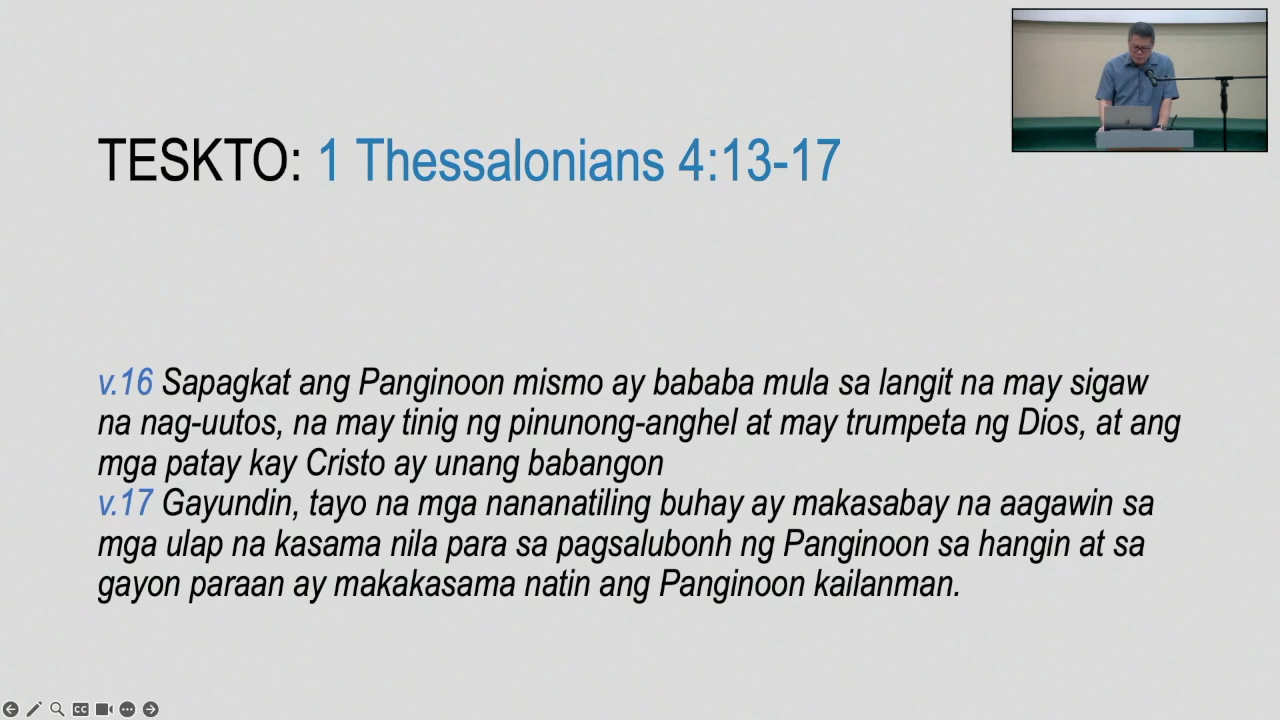 TESKTO: 1 Thessalonians 4:13-17
v.16 Sapagkat ang Panginoon mismo ay bababa mula sa langit na may sigaw
na nag-uutos, na may tinig ng pinunong-anghel at may trumpeta ng Dios, at ang
mga patay kay Cristo ay unang babangon
v.17 Gayundin, tayo na mga nananatiling buhay ay makasabay na aagawin sa
mga ulap na kasama nila para sa pagsalubonh ng Panginoon sa hangin at sa
gayon paraan ay makakasama natin ang Panginoon kailanman.
CC